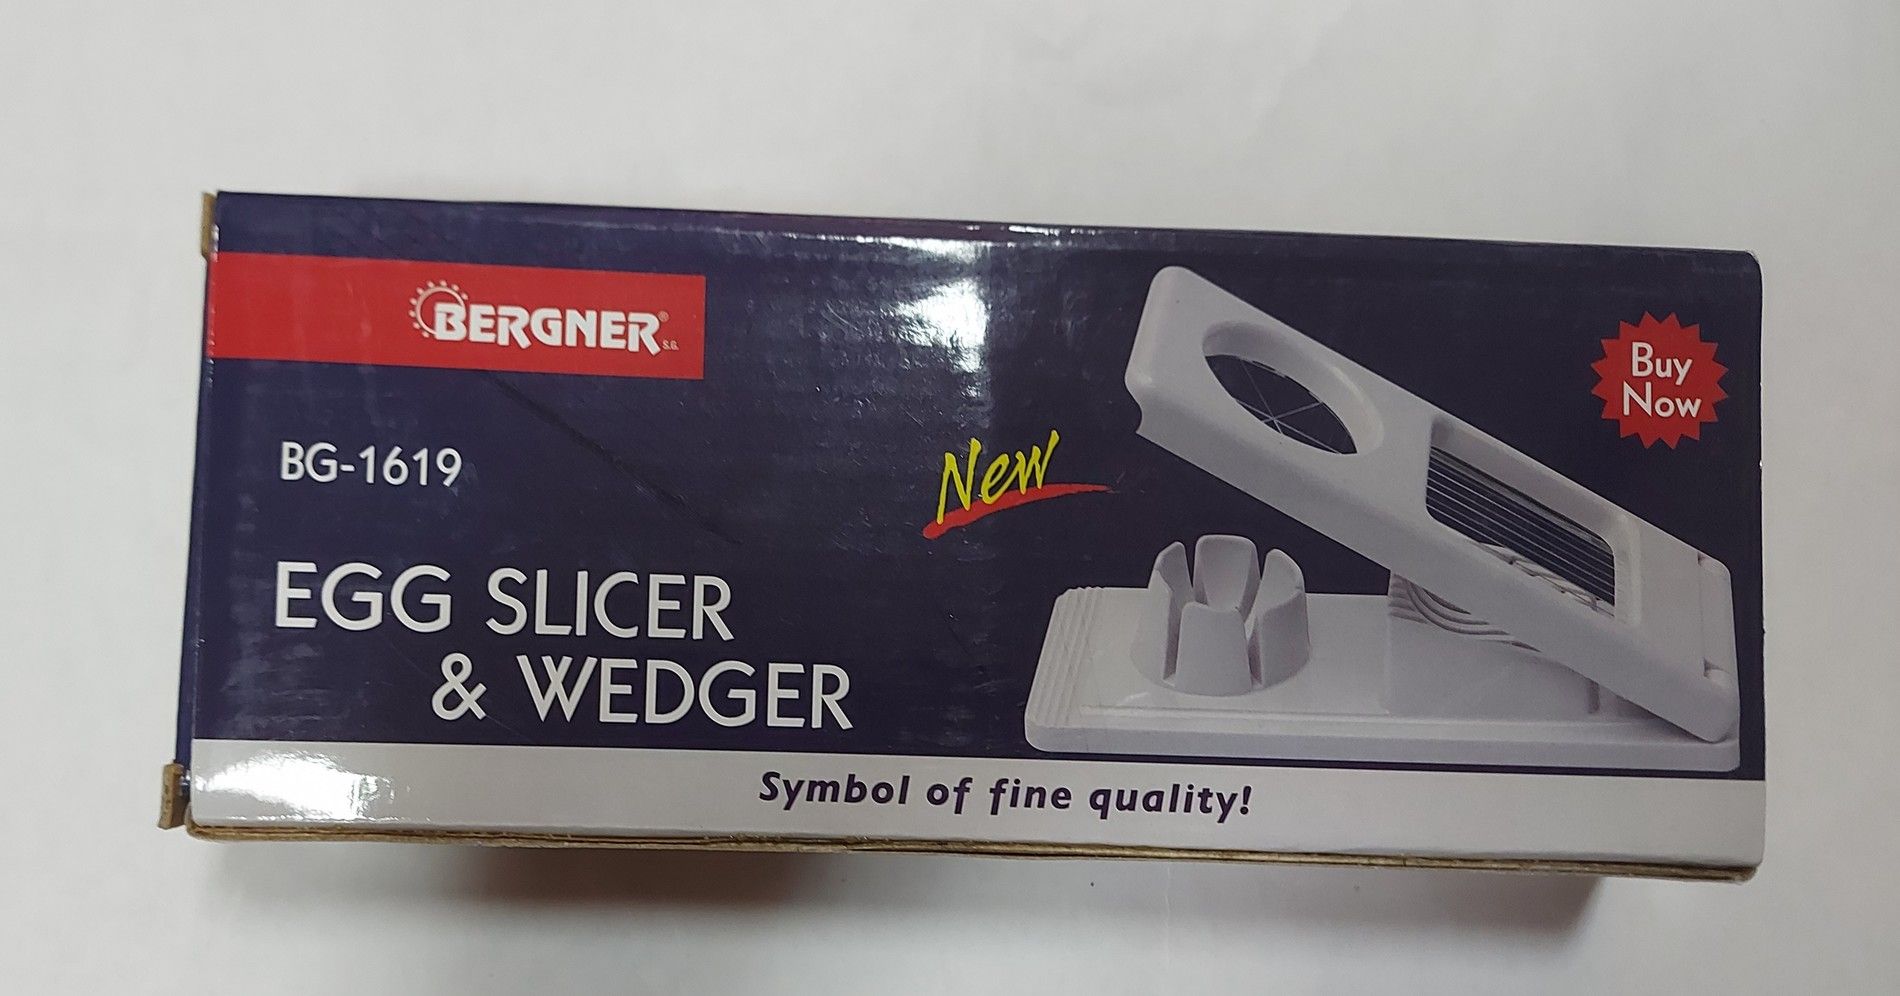 BERGNER® S.G.
BG-1619
New
Buy
Now
EGG SLICER
& WEDGER
Symbol of fine quality!